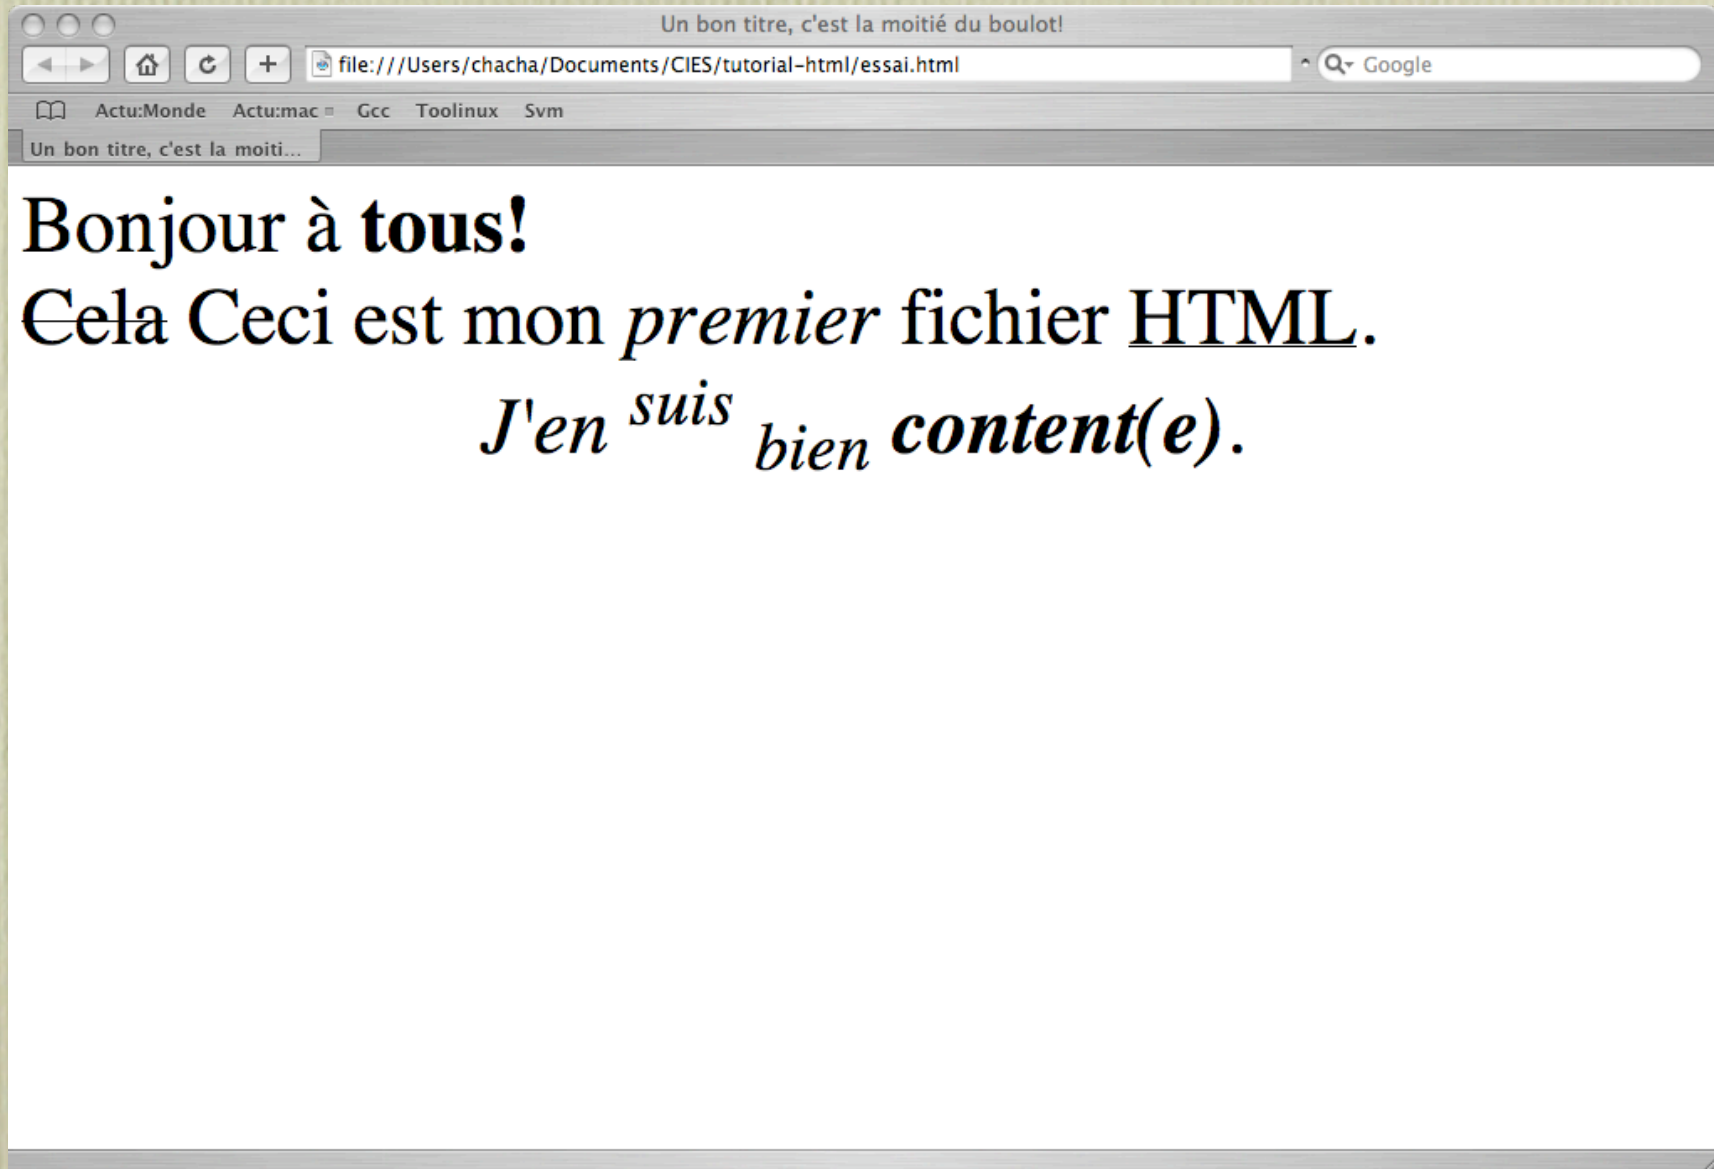 Un bon titre, c'est la moitié du boulot!
file:///Users/chacha/Documents/CIES/tutorial-html/essai.html
Google
Actu:Monde Actu:mac Gcc Toolinux Svm
Un bon titre, c'est la moiti...
Bonjour à tous!
Cela Ceci est mon premier fichier HTML.
J'en suis bien content(e).